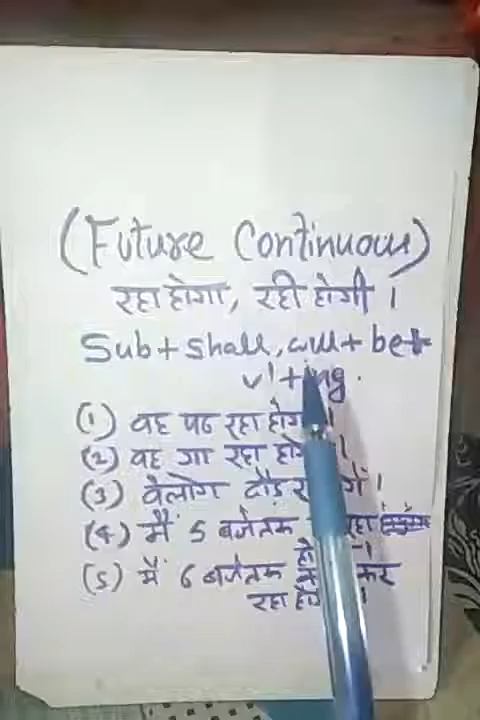 (Future Continuous)
रहा होगा, रही होगी ।
Sub + shall, will + be +
v¹ + ing.
(1) वह पढ रहा
(2) वह गा रहा
(3) वेलोग दौड़
(4) मैं 5 बजेतक
(5) मैं 6 बजेतक कर
रहा